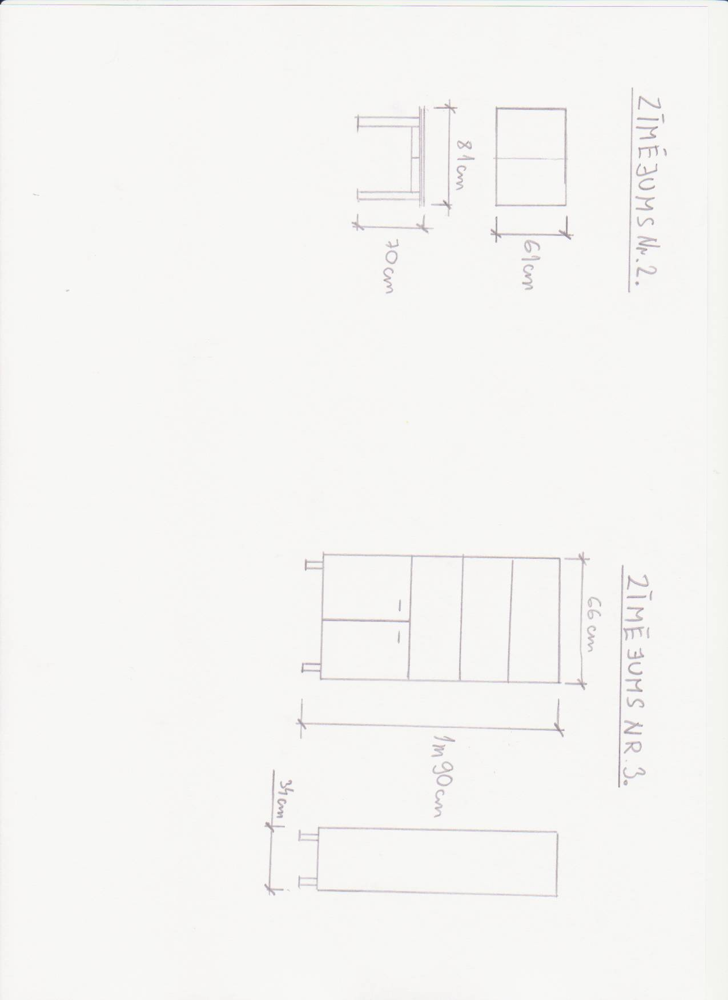 ZĪMĒJUMS Nr.2.
61cm
81cm
70cm
ZĪMĒJUMS NR.3.
66cm
1m90cm
34cm